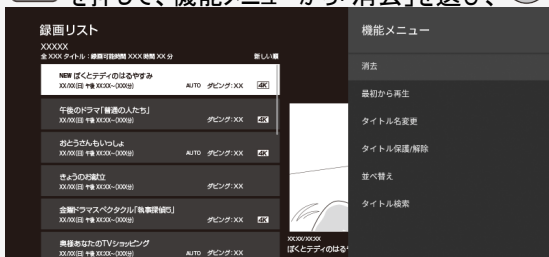 を押して、機能メニューから「消去」を選び、
録画リスト
XXXXX
全 XXX タイトル：録画可能時間 XXX 時間 XX 分
新しい順
NEW ぼくとテディのはるやすみ
XX/XX(日) 午後 XX:XX~(XXX分) AUTO ダビング:XX 4K
午後のドラマ「普通の人たち」
XX/XX(日) 午後 XX:XX~(XXX分) ダビング:XX 4K
おとうさんもいっしょ
XX/XX(日) 午後 XX:XX~(XXX分) AUTO ダビング:XX 4K
きょうのお献立
XX/XX(日) 午後 XX:XX~(XXX分) ダビング:XX
金曜ドラマスペクタクル「執事探偵5」
XX/XX(日) 午後 XX:XX~(XXX分) ダビング:XX 4K
奥様あなたのTVショッピング
XX/XX(日) 午後 XX:XX~(XXX分) AUTO ダビング:XX
XX:XX/XX:XX
ぼくとテディのはる
機能メニュー
消去
最初から再生
タイトル名変更
タイトル保護/解除
並べ替え
タイトル検索